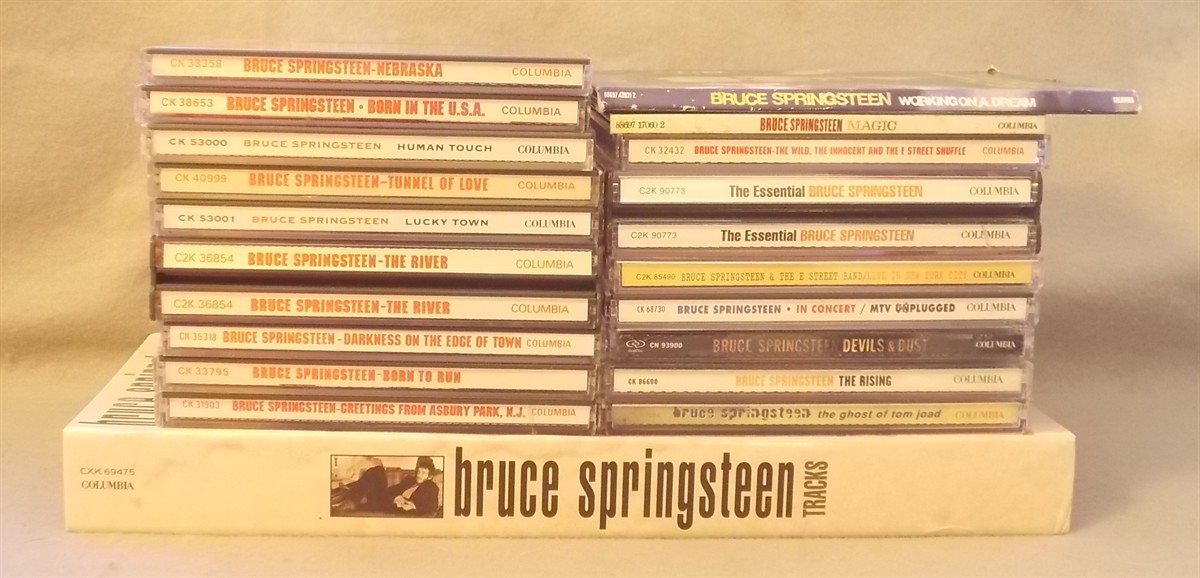 CK 38358 BRUCE SPRINGSTEEN-NEBRASKA COLUMBIA
CK 38653 BRUCE SPRINGSTEEN • BORN IN THE U.S.A. COLUMBIA
CK 53000 BRUCE SPRINGSTEEN HUMAN TOUCH COLUMBIA
CK 40999 BRUCE SPRINGSTEEN-TUNNEL OF LOVE COLUMBIA
CK 53001 BRUCE SPRINGSTEEN LUCKY TOWN COLUMBIA
C2K 36854 BRUCE SPRINGSTEEN-THE RIVER COLUMBIA
C2K 36854 BRUCE SPRINGSTEEN-THE RIVER COLUMBIA
CK 35318 BRUCE SPRINGSTEEN-DARKNESS ON THE EDGE OF TOWN COLUMBIA
CK 33795 BRUCE SPRINGSTEEN-BORN TO RUN COLUMBIA
CK 31903 BRUCE SPRINGSTEEN-GREETINGS FROM ASBURY PARK, N.J. COLUMBIA
BRUCE SPRINGSTEEN WORKING ON A DREAM
88697 17060 2 BRUCE SPRINGSTEEN MAGIC COLUMBIA
CK 32432 BRUCE SPRINGSTEEN-THE WILD, THE INNOCENT AND THE E STREET SHUFFLE COLUMBIA
C2K 90773 The Essential BRUCE SPRINGSTEEN COLUMBIA
C2K 90773 The Essential BRUCE SPRINGSTEEN COLUMBIA
C2K 85490 BRUCE SPRINGSTEEN & THE E STREET BAND/LIVE IN NEW YORK CITY COLUMBIA
CK 68730 BRUCE SPRINGSTEEN • IN CONCERT / MTV UNPLUGGED COLUMBIA
CN 93900 BRUCE SPRINGSTEEN DEVILS & DUST COLUMBIA
CK 86600 BRUCE SPRINGSTEEN THE RISING COLUMBIA
bruce springsteen the ghost of tom joad COLUMBIA
CXK 69475
COLUMBIA
bruce springsteen TRACKS